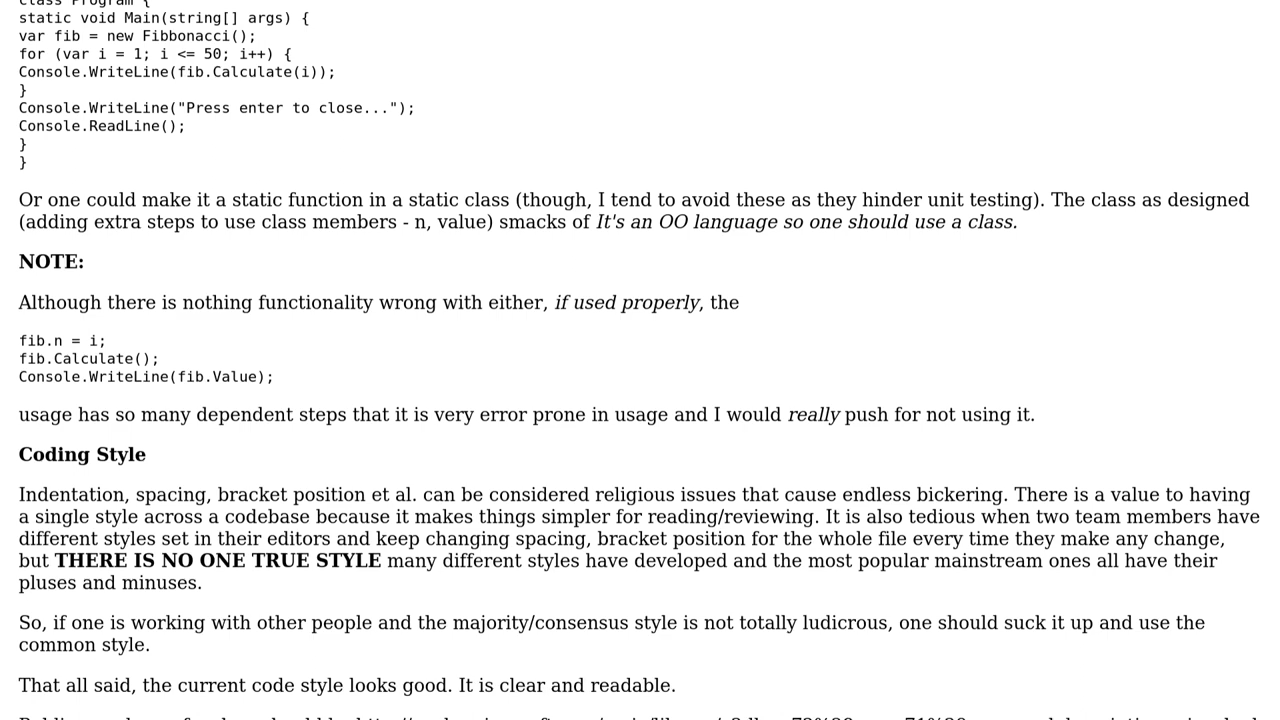 class Program {
static void Main(string[] args) {
var fib = new Fibbonacci();
for (var i = 1; i <= 50; i++) {
Console.WriteLine(fib.Calculate(i));
}
Console.WriteLine("Press enter to close...");
Console.ReadLine();
}
}
Or one could make it a static function in a static class (though, I tend to avoid these as they hinder unit testing). The class as designed
(adding extra steps to use class members - n, value) smacks of It's an OO language so one should use a class.
NOTE:
Although there is nothing functionality wrong with either, if used properly, the
fib.n = i;
fib.Calculate();
Console.WriteLine(fib.Value);
usage has so many dependent steps that it is very error prone in usage and I would really push for not using it.
Coding Style
Indentation, spacing, bracket position et al. can be considered religious issues that cause endless bickering. There is a value to having
a single style across a codebase because it makes things simpler for reading/reviewing. It is also tedious when two team members have
different styles set in their editors and keep changing spacing, bracket position for the whole file every time they make any change,
but THERE IS NO ONE TRUE STYLE many different styles have developed and the most popular mainstream ones all have their
pluses and minuses.
So, if one is working with other people and the majority/consensus style is not totally ludicrous, one should suck it up and use the
common style.
That all said, the current code style looks good. It is clear and readable.